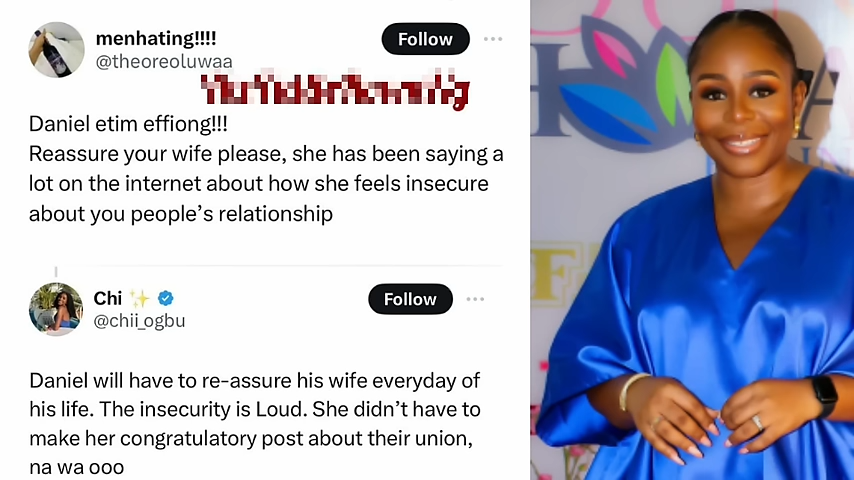 menhating!!!!
Follow
@theoreoluwaa
Daniel etim effiong!!!
Reassure your wife please, she has been saying a
lot on the internet about how she feels insecure
about you people’s relationship
Chi ✨
Follow
@chii_ogbu
Daniel will have to re-assure his wife everyday of
his life. The insecurity is Loud. She didn’t have to
make her congratulatory post about their union,
na wa ooo